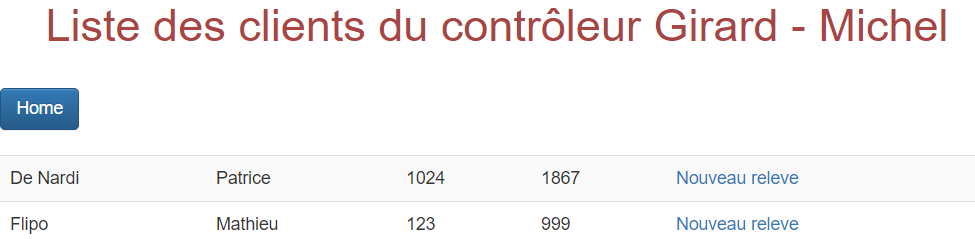 Liste des clients du contrôleur Girard - Michel
Home
De Nardi Patrice 1024 1867 Nouveau releve
Flipo Mathieu 123 999 Nouveau releve